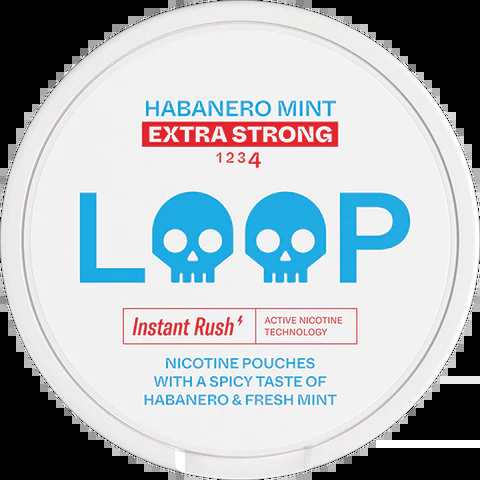 HABANERO MINT
EXTRA STRONG
1234
LOOP
Instant Rush
ACTIVE NICOTINE
TECHNOLOGY
NICOTINE POUCHES
WITH A SPICY TASTE OF
HABANERO & FRESH MINT